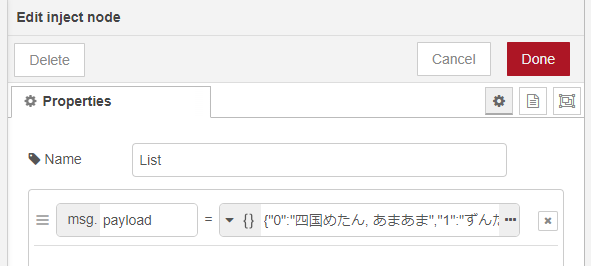 Edit inject node
Delete Cancel Done
Properties
Name List
msg. payload = {} {"0":"四国めたん, あまあま","1":"ずんた •••